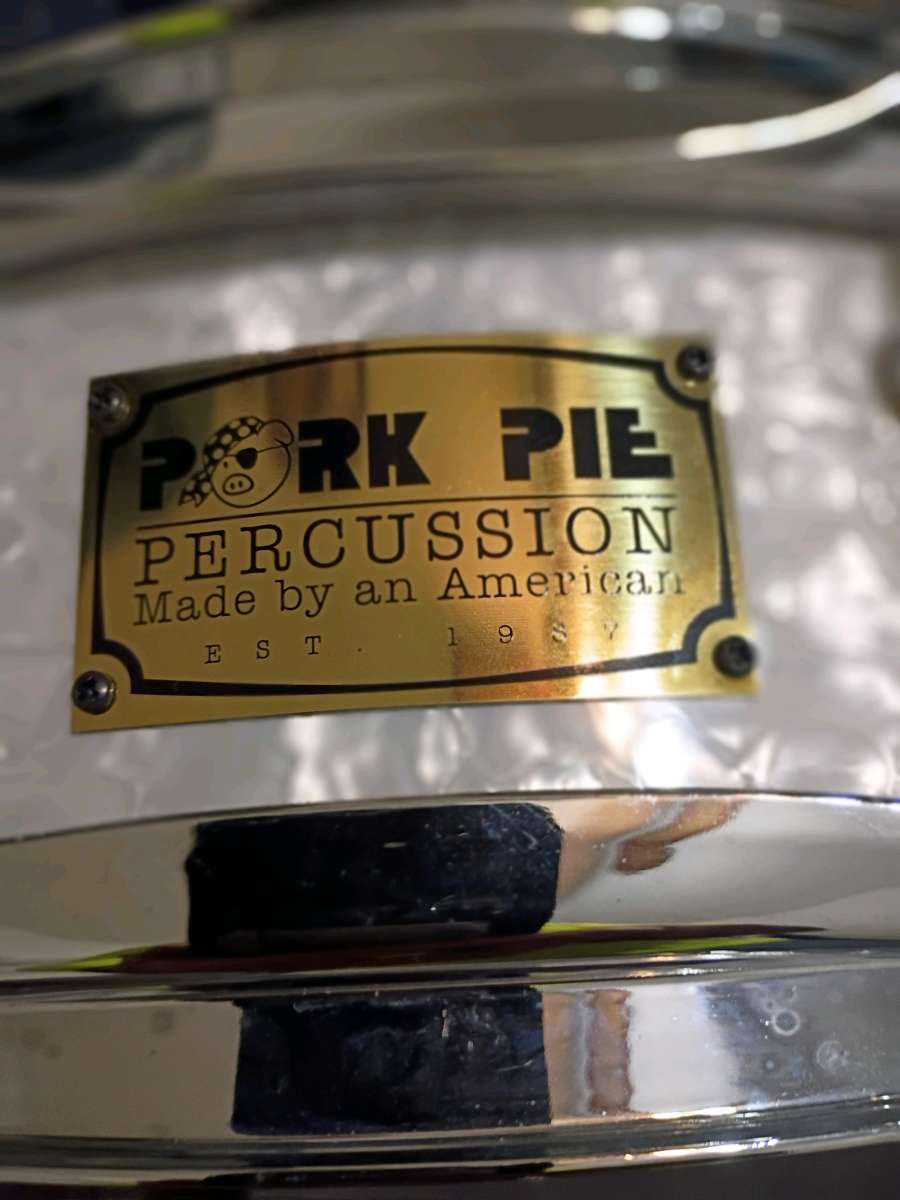 PORK PIE
PERCUSSION
Made by an American
EST. 1987